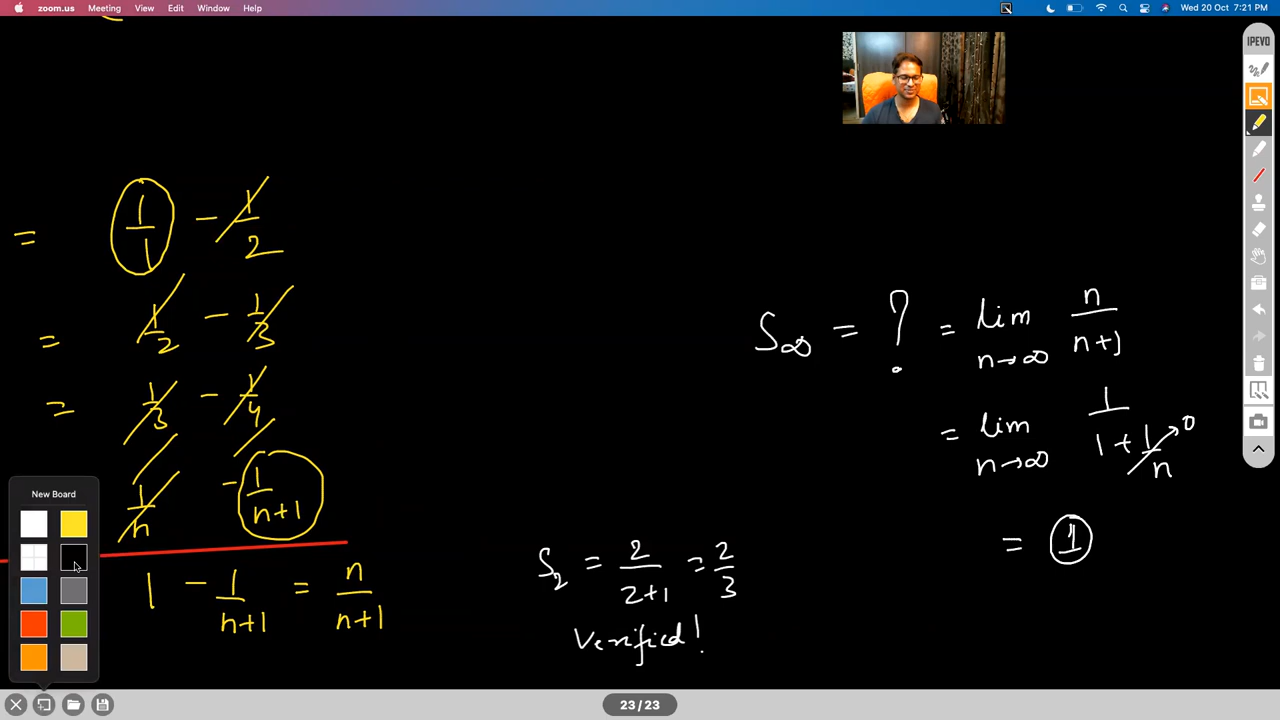 zoom.us Meeting View Edit Window Help Wed 20 Oct 7:21 PM
IPEVO
= 1/1 - 1/2
= 1/2 - 1/3
= 1/3 - 1/4
1/n - 1/n+1
1 - 1/n+1 = n/n+1
S∞ = ? = lim n→∞ n/n+1
= lim n→∞ 1/1 + 1/n → 0
= 1
S2 = 2/2+1 = 2/3
Verified!
New Board
23/23